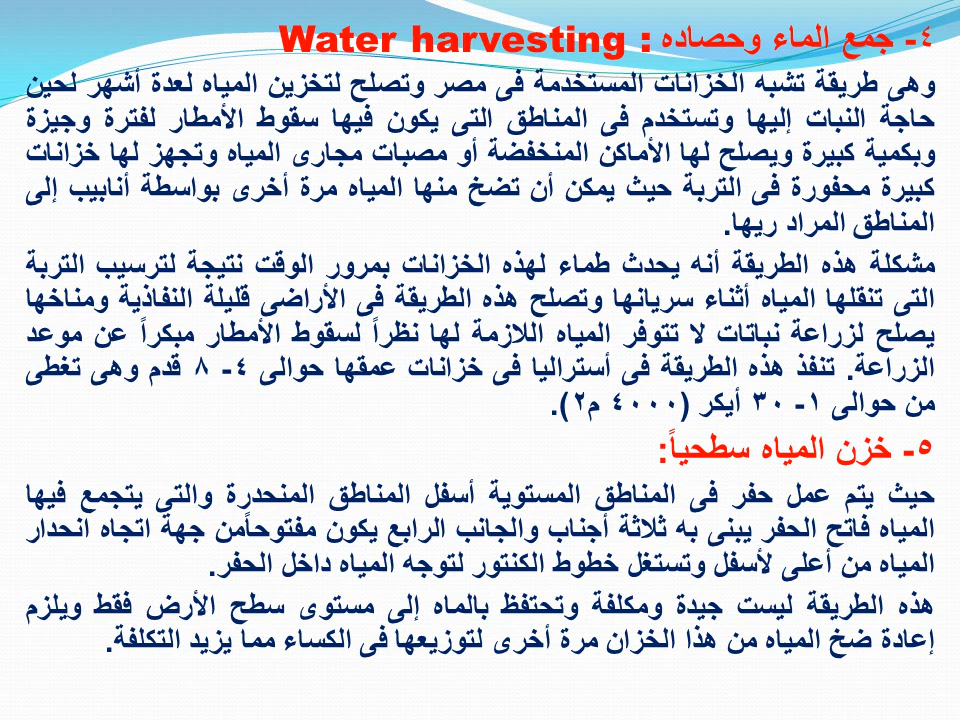 ٤- جمع الماء وحصاده : Water harvesting
وهى طريقة تشبه الخزانات المستخدمة فى مصر وتصلح لتخزين المياه لعدة أشهر لحين
حاجة النبات إليها وتستخدم فى المناطق التى يكون فيها سقوط الأمطار لفترة وجيزة
وبكمية كبيرة ويصلح لها الأماكن المنخفضة أو مصبات مجارى المياه وتجهز لها خزانات
كبيرة محفورة فى التربة حيث يمكن أن تضخ منها المياه مرة أخرى بواسطة أنابيب إلى
المناطق المراد ريها.
مشكلة هذه الطريقة أنه يحدث طماء لهذه الخزانات بمرور الوقت نتيجة لترسيب التربة
التى تنقلها المياه أثناء سريانها وتصلح هذه الطريقة فى الأراضى قليلة النفاذية ومناخها
يصلح لزراعة نباتات لا تتوفر المياه اللازمة لها نظراً لسقوط الأمطار مبكراً عن موعد
الزراعة. تنفذ هذه الطريقة فى أستراليا فى خزانات عمقها حوالى ٤- ٨ قدم وهى تغطى
من حوالى ١- ٣٠ أيكر (٤٠٠٠ م٢).
٥- خزن المياه سطحياً:
حيث يتم عمل حفر فى المناطق المستوية أسفل المناطق المنحدرة والتى يتجمع فيها
المياه فاتح الحفر يبنى به ثلاثة أجناب والجانب الرابع يكون مفتوحاًمن جهة اتجاه انحدار
المياه من أعلى لأسفل وتستغل خطوط الكنتور لتوجه المياه داخل الحفر.
هذه الطريقة ليست جيدة ومكلفة وتحتفظ بالماه إلى مستوى سطح الأرض فقط ويلزم
إعادة ضخ المياه من هذا الخزان مرة أخرى لتوزيعها فى الكساء مما يزيد التكلفة.